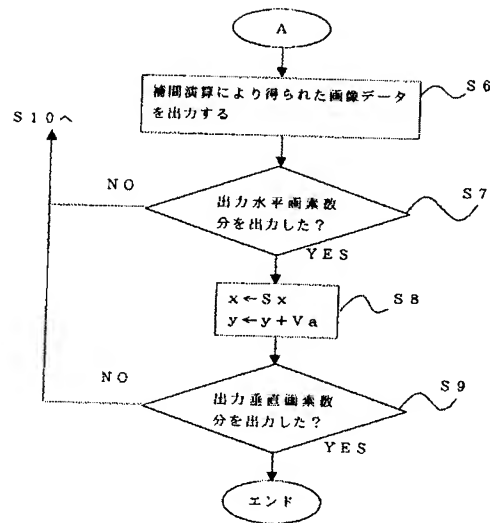 A
補間演算により得られた画像データ
を出力する
S6
S10へ
NO
出力水平画素数
分を出力した？
S7
YES
x←Sx
y←y+Va
S8
NO
出力垂直画素数
分を出力した？
S9
YES
エンド